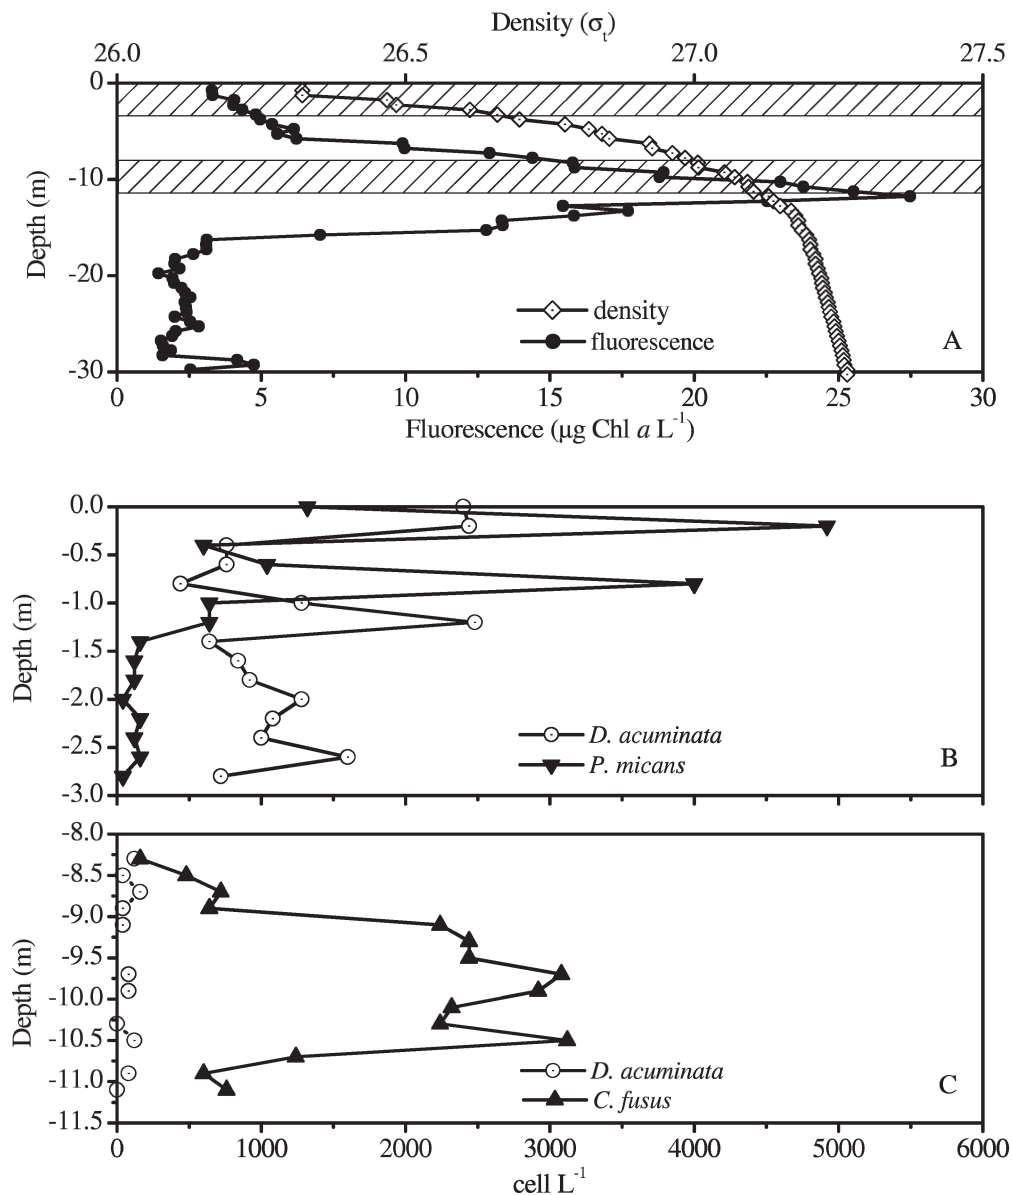 Density (σt)
26.0 26.5 27.0 27.5
0
-10
-20
-30
Depth (m)
density
fluorescence
A
0 5 10 15 20 25 30
Fluorescence (µg Chl a L-1)
0.0
-0.5
-1.0
-1.5
-2.0
-2.5
-3.0
Depth (m)
D. acuminata
P. micans
B
-8.0
-8.5
-9.0
-9.5
-10.0
-10.5
-11.0
-11.5
Depth (m)
D. acuminata
C. fusus
C
0 1000 2000 3000 4000 5000 6000
cell L-1